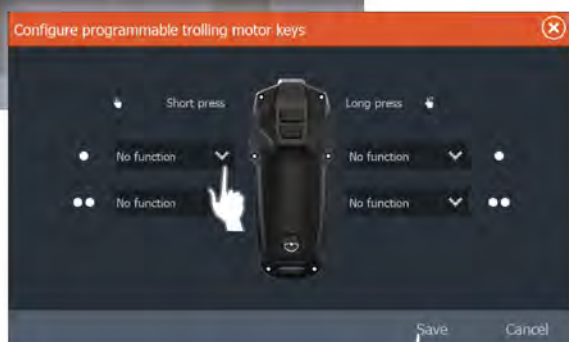 Configure programmable trolling motor keys
Short press
Long press
No function
No function
No function
No function
Save
Cancel